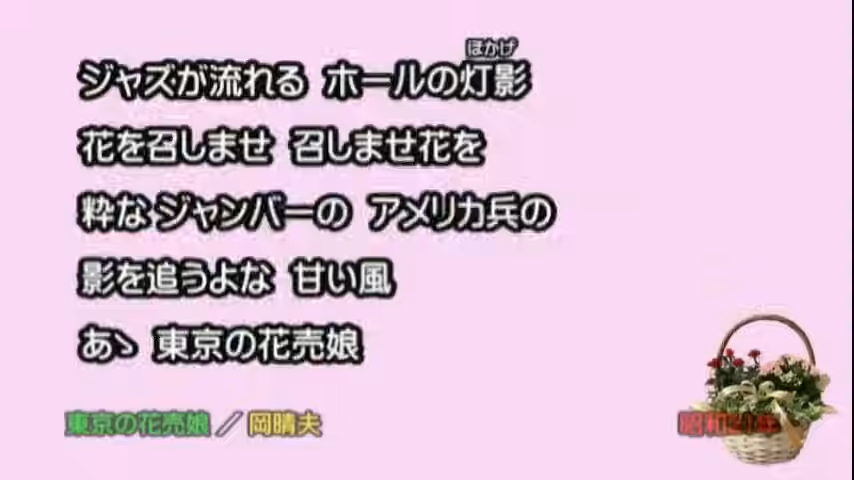 ほかげ
ジャズが流れる ホールの灯影
花を召しませ 召しませ花を
粋な ジャンバーの アメリカ兵の
影を追うよな 甘い風
あゝ 東京の花売娘
東京の花売娘 ／ 岡晴夫
昭和21年